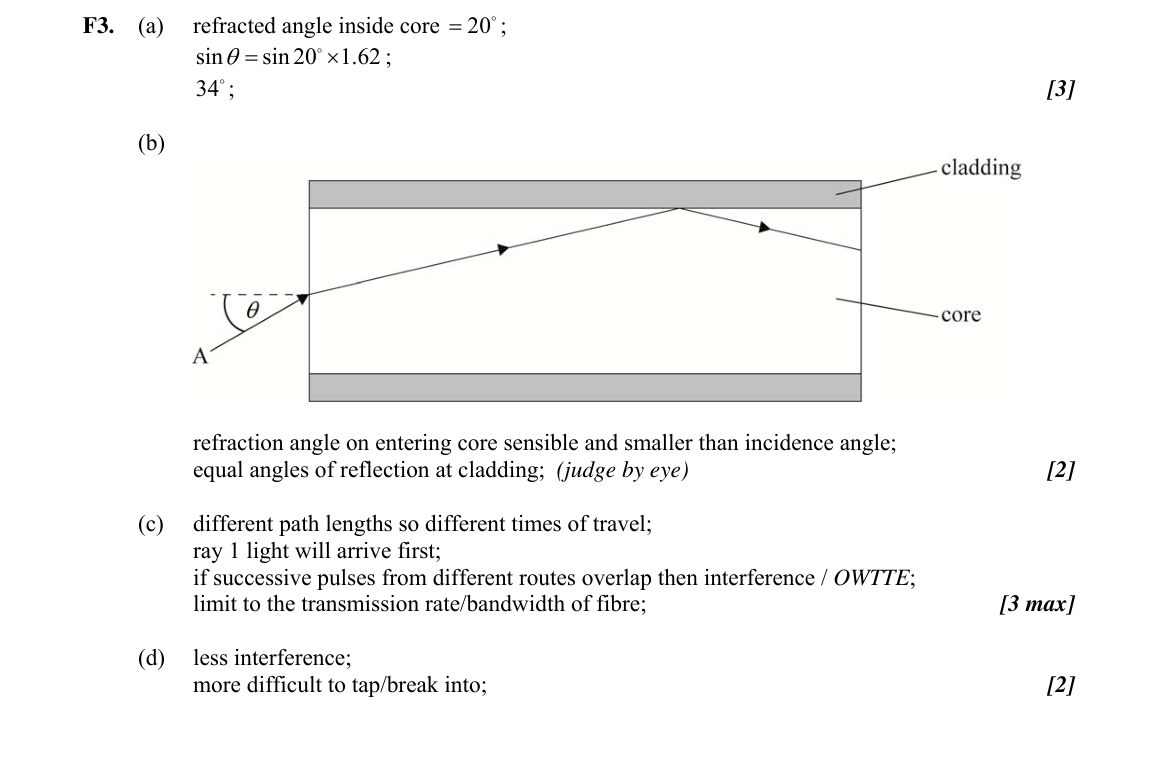 F3. (a) refracted angle inside core = 20°;
sin θ = sin 20° × 1.62 ;
34°; [3]
(b)
cladding
θ
core
A
refraction angle on entering core sensible and smaller than incidence angle;
equal angles of reflection at cladding; (judge by eye) [2]
(c) different path lengths so different times of travel;
ray 1 light will arrive first;
if successive pulses from different routes overlap then interference / OWTTE;
limit to the transmission rate/bandwidth of fibre; [3 max]
(d) less interference;
more difficult to tap/break into; [2]